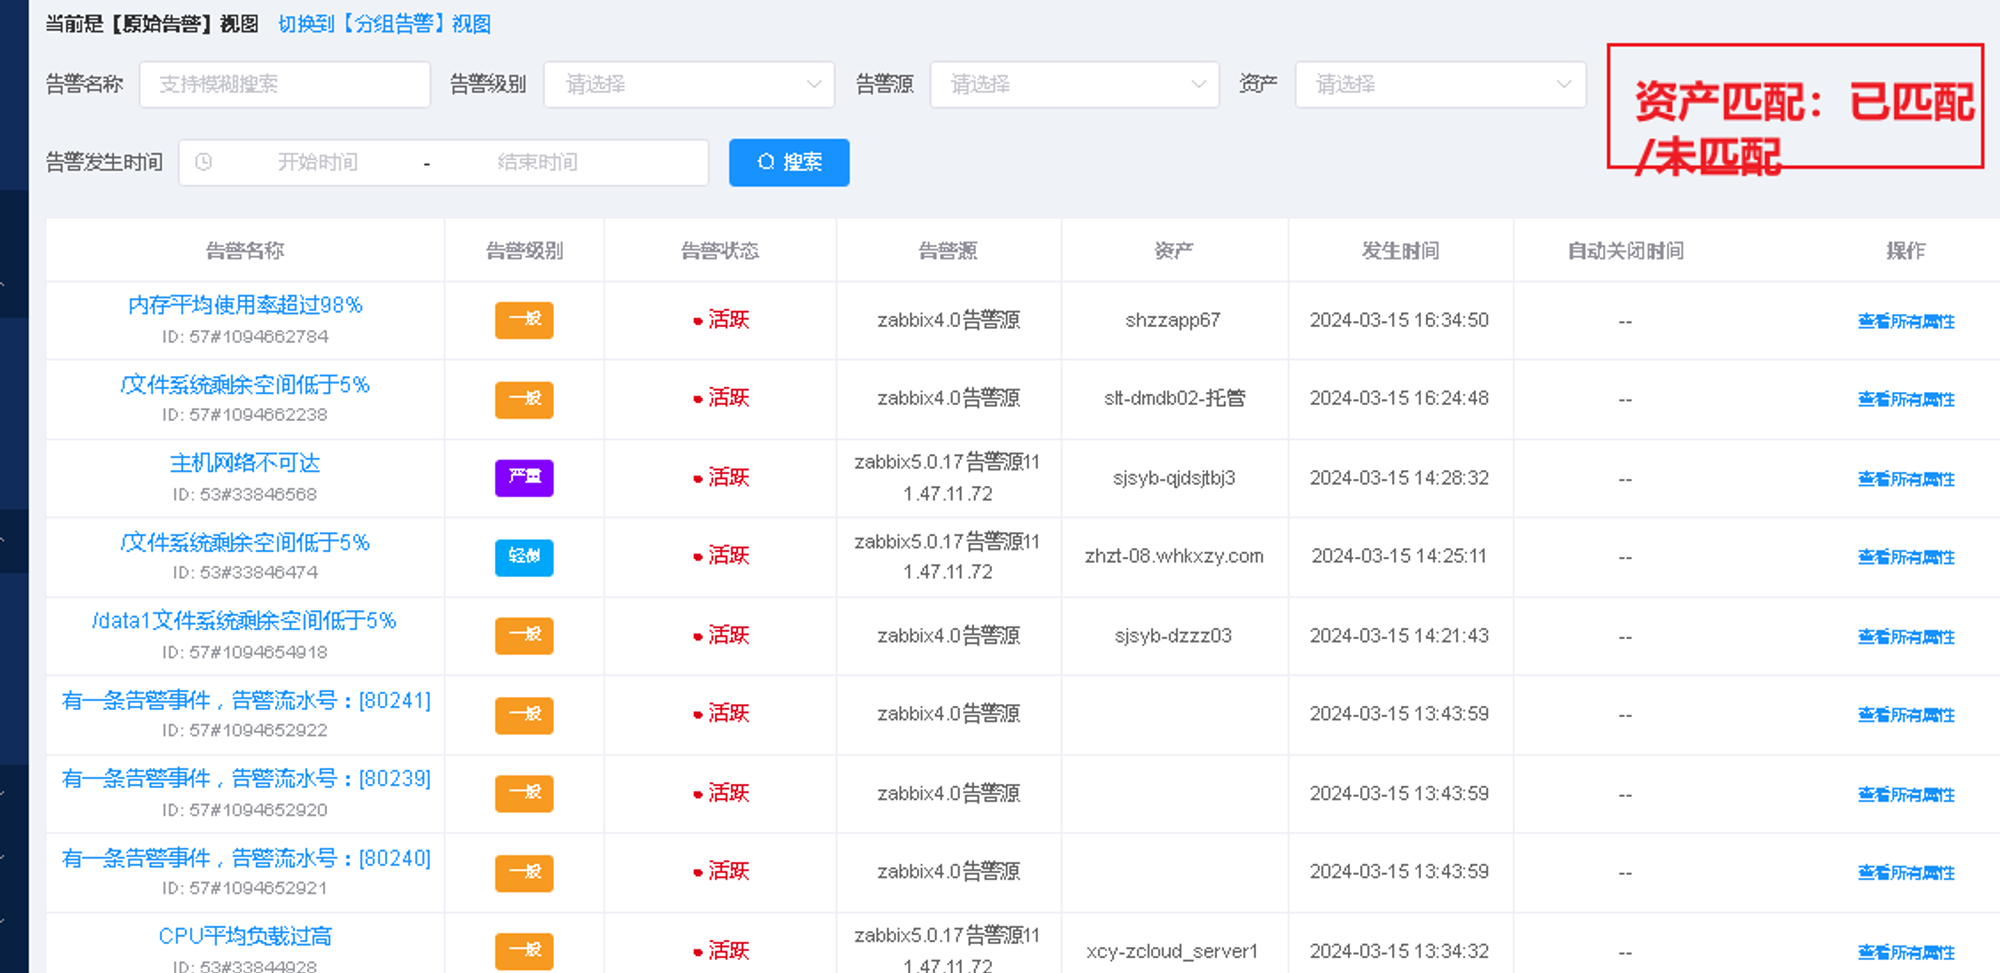 当前是【原始告警】视图 切换到【分组告警】视图
告警名称 支持模糊搜索 告警级别 请选择 告警源 请选择 资产 请选择
资产匹配：已匹配
/未匹配
告警发生时间 开始时间 - 结束时间 搜索
告警名称 告警级别 告警状态 告警源 资产 发生时间 自动关闭时间 操作
内存平均使用率超过98%
ID: 57#1094662784
一般 活跃 zabbix4.0告警源 shzzapp67 2024-03-15 16:34:50 -- 查看所有属性
/文件系统剩余空间低于5%
ID: 57#1094662238
一般 活跃 zabbix4.0告警源 slt-dmdb02-托管 2024-03-15 16:24:48 -- 查看所有属性
主机网络不可达
ID: 53#33846568
严重 活跃 zabbix5.0.17告警源11
1.47.11.72
sjsyb-qjdsjtbj3 2024-03-15 14:28:32 -- 查看所有属性
/文件系统剩余空间低于5%
ID: 53#33846474
轻微 活跃 zabbix5.0.17告警源11
1.47.11.72
zhzt-08.whkxzy.com 2024-03-15 14:25:11 -- 查看所有属性
/data1文件系统剩余空间低于5%
ID: 57#1094654918
一般 活跃 zabbix4.0告警源 sjsyb-dzzz03 2024-03-15 14:21:43 -- 查看所有属性
有一条告警事件，告警流水号：[80241]
ID: 57#1094652922
一般 活跃 zabbix4.0告警源 2024-03-15 13:43:59 -- 查看所有属性
有一条告警事件，告警流水号：[80239]
ID: 57#1094652920
一般 活跃 zabbix4.0告警源 2024-03-15 13:43:59 -- 查看所有属性
有一条告警事件，告警流水号：[80240]
ID: 57#1094652921
一般 活跃 zabbix4.0告警源 2024-03-15 13:43:59 -- 查看所有属性
CPU平均负载过高
ID: 53#33844928
一般 活跃 zabbix5.0.17告警源11
1.47.11.72
xcy-zcloud_server1 2024-03-15 13:34:32 -- 查看所有属性